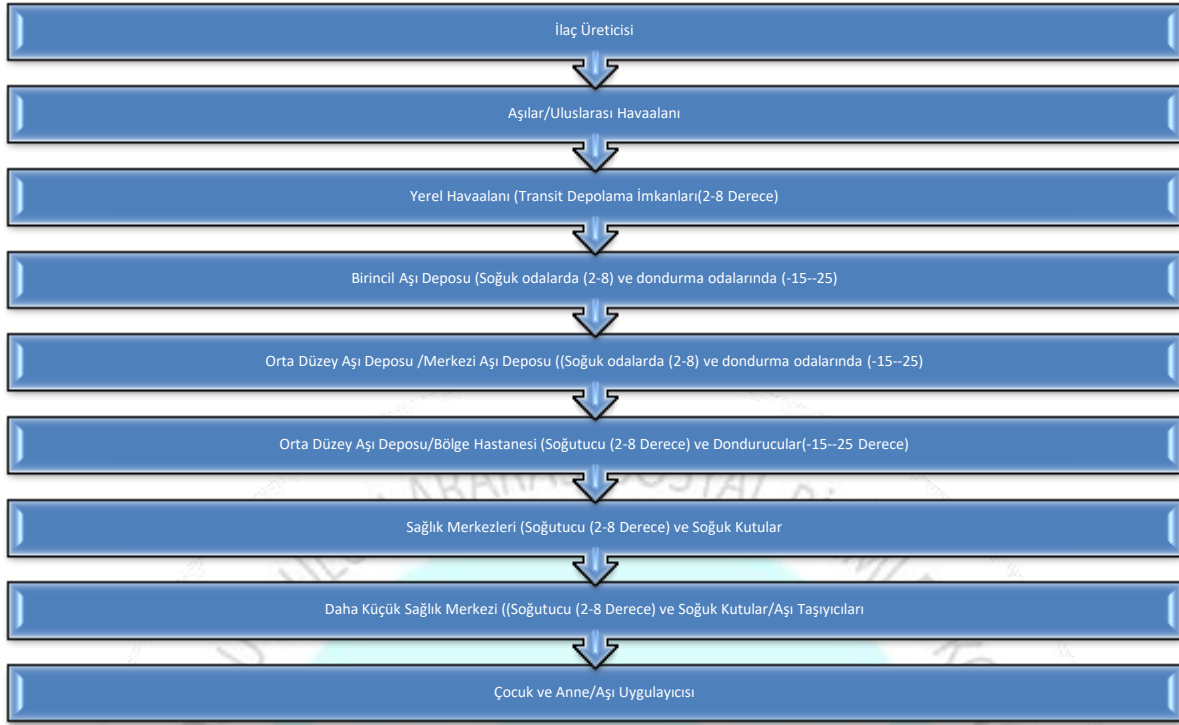 İlaç Üreticisi
Aşılar/Uluslarası Havaalanı
Yerel Havaalanı (Transit Depolama İmkanları(2-8 Derece)
Birincil Aşı Deposu (Soğuk odalarda (2-8) ve dondurma odalarında (-15--25)
Orta Düzey Aşı Deposu /Merkezi Aşı Deposu ((Soğuk odalarda (2-8) ve dondurma odalarında (-15--25)
Orta Düzey Aşı Deposu/Bölge Hastanesi (Soğutucu (2-8 Derece) ve Dondurucular(-15--25 Derece)
Sağlık Merkezleri (Soğutucu (2-8 Derece) ve Soğuk Kutular
Daha Küçük Sağlık Merkezi ((Soğutucu (2-8 Derece) ve Soğuk Kutular/Aşı Taşıyıcıları
Çocuk ve Anne/Aşı Uygulayıcısı